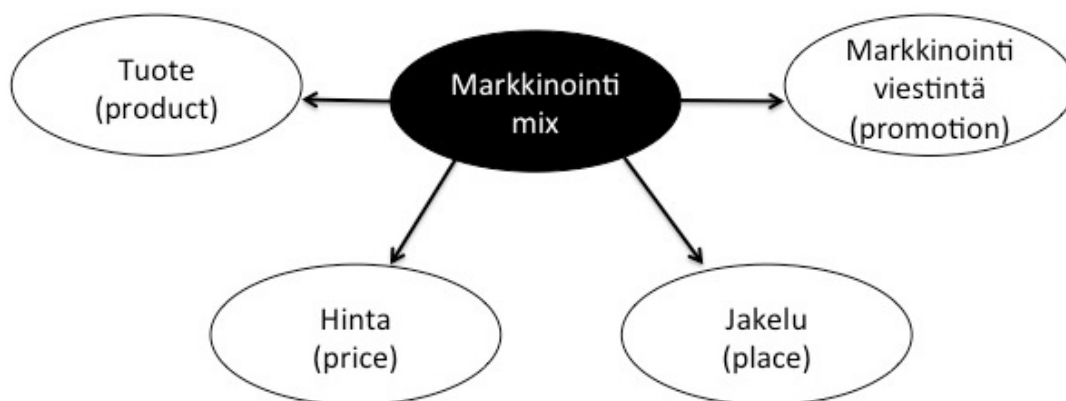 Tuote
(product)
Markkinointi
mix
Markkinointi
viestintä
(promotion)
Hinta
(price)
Jakelu
(place)